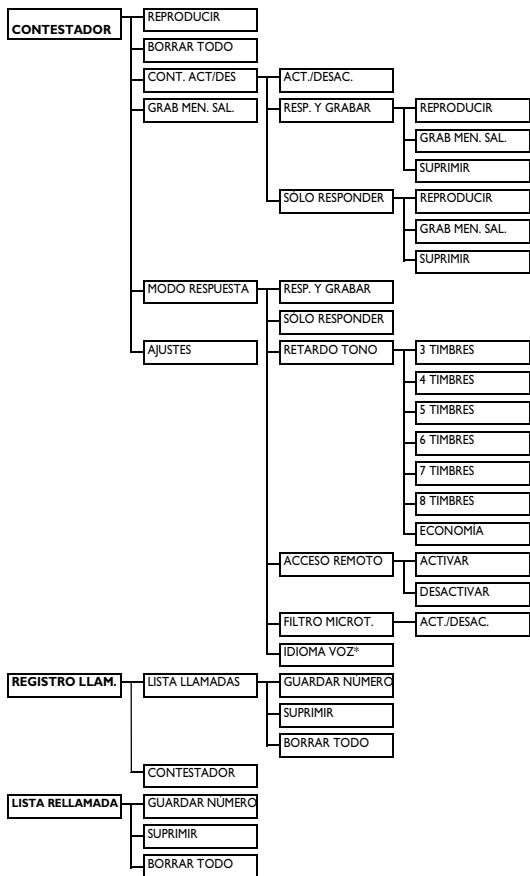 CONTESTADOR
REPRODUCIR
BORRAR TODO
CONT. ACT/DES
ACT./DESAC.
GRAB MEN. SAL.
RESP. Y GRABAR
REPRODUCIR
GRAB MEN. SAL.
SUPRIMIR
SÓLO RESPONDER
REPRODUCIR
GRAB MEN. SAL.
SUPRIMIR
MODO RESPUESTA
RESP. Y GRABAR
SÓLO RESPONDER
AJUSTES
RETARDO TONO
3 TIMBRES
4 TIMBRES
5 TIMBRES
6 TIMBRES
7 TIMBRES
8 TIMBRES
ECONOMÍA
ACCESO REMOTO
ACTIVAR
DESACTIVAR
FILTRO MICROT.
ACT./DESAC.
IDIOMA VOZ*
REGISTRO LLAM.
LISTA LLAMADAS
GUARDAR NÚMERO
SUPRIMIR
BORRAR TODO
CONTESTADOR
LISTA RELLAMADA
GUARDAR NÚMERO
SUPRIMIR
BORRAR TODO